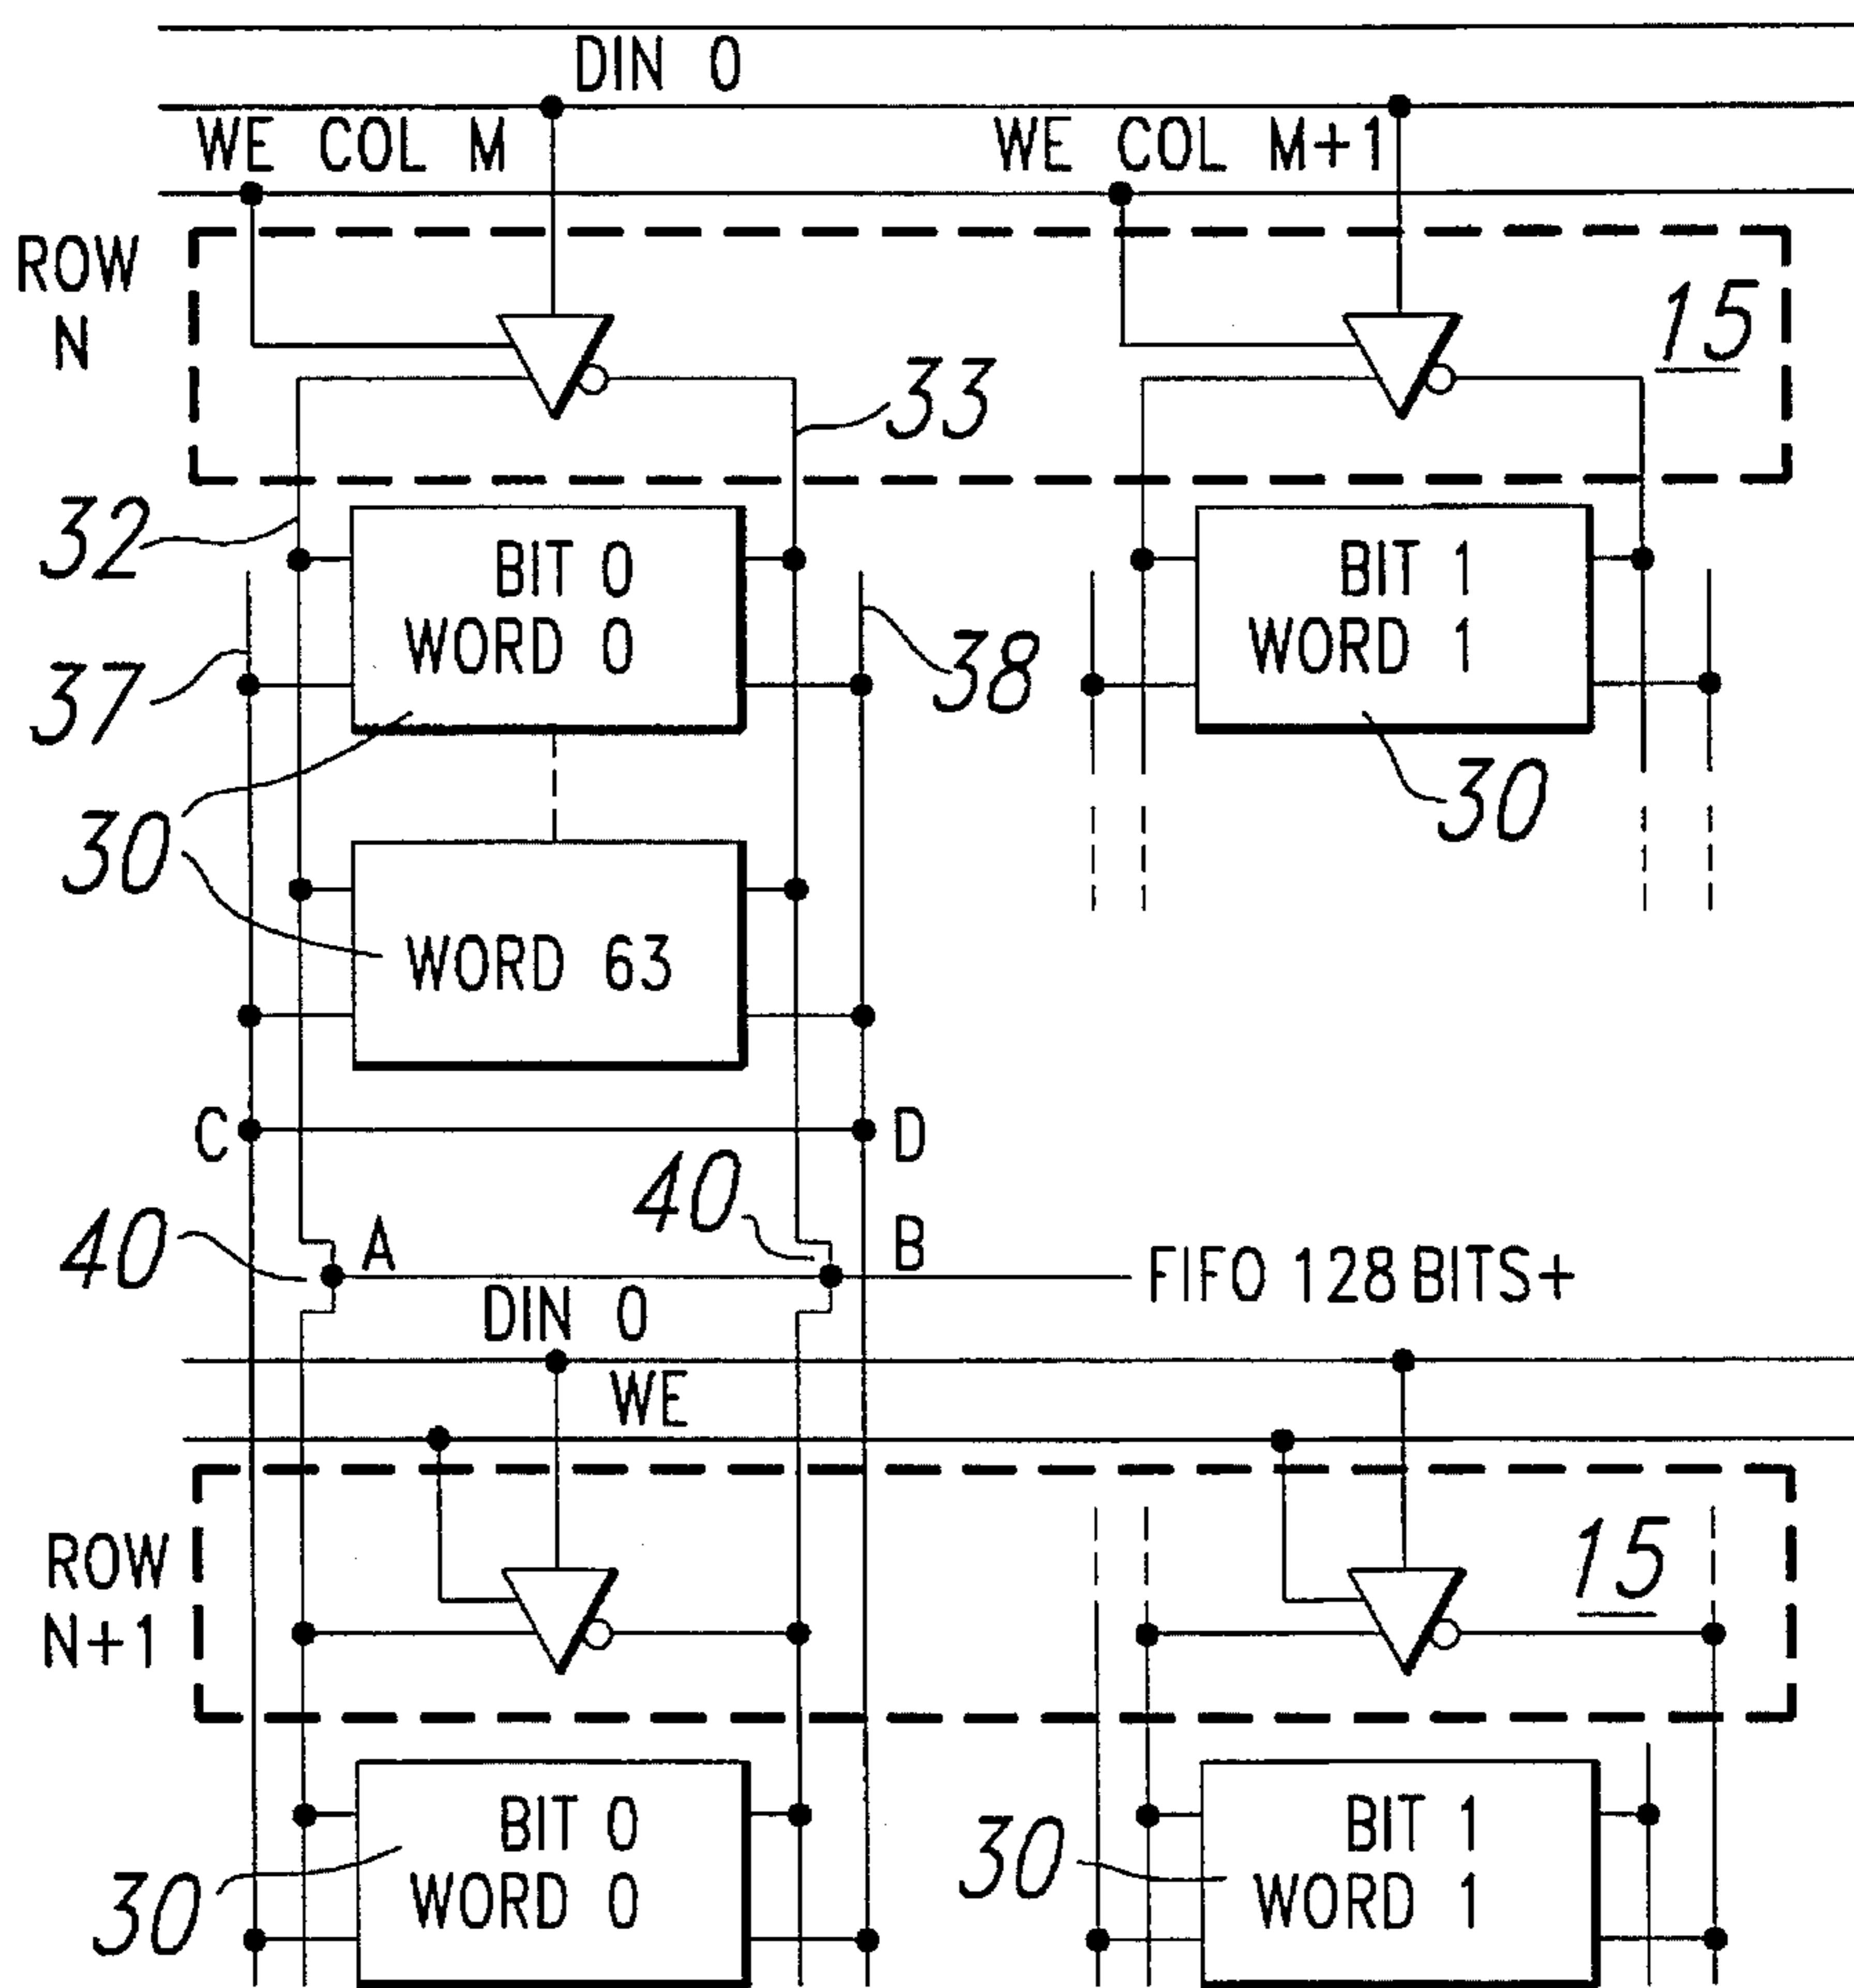 DIN 0
WE COL M
WE COL M+1
ROW
N
15
33
32
BIT 0
WORD 0
BIT 1
WORD 1
37
38
30
30
WORD 63
C
D
40
40
A
B
FIFO 128 BITS+
DIN 0
WE
ROW
N+1
15
BIT 0
WORD 0
BIT 1
WORD 1
30
30